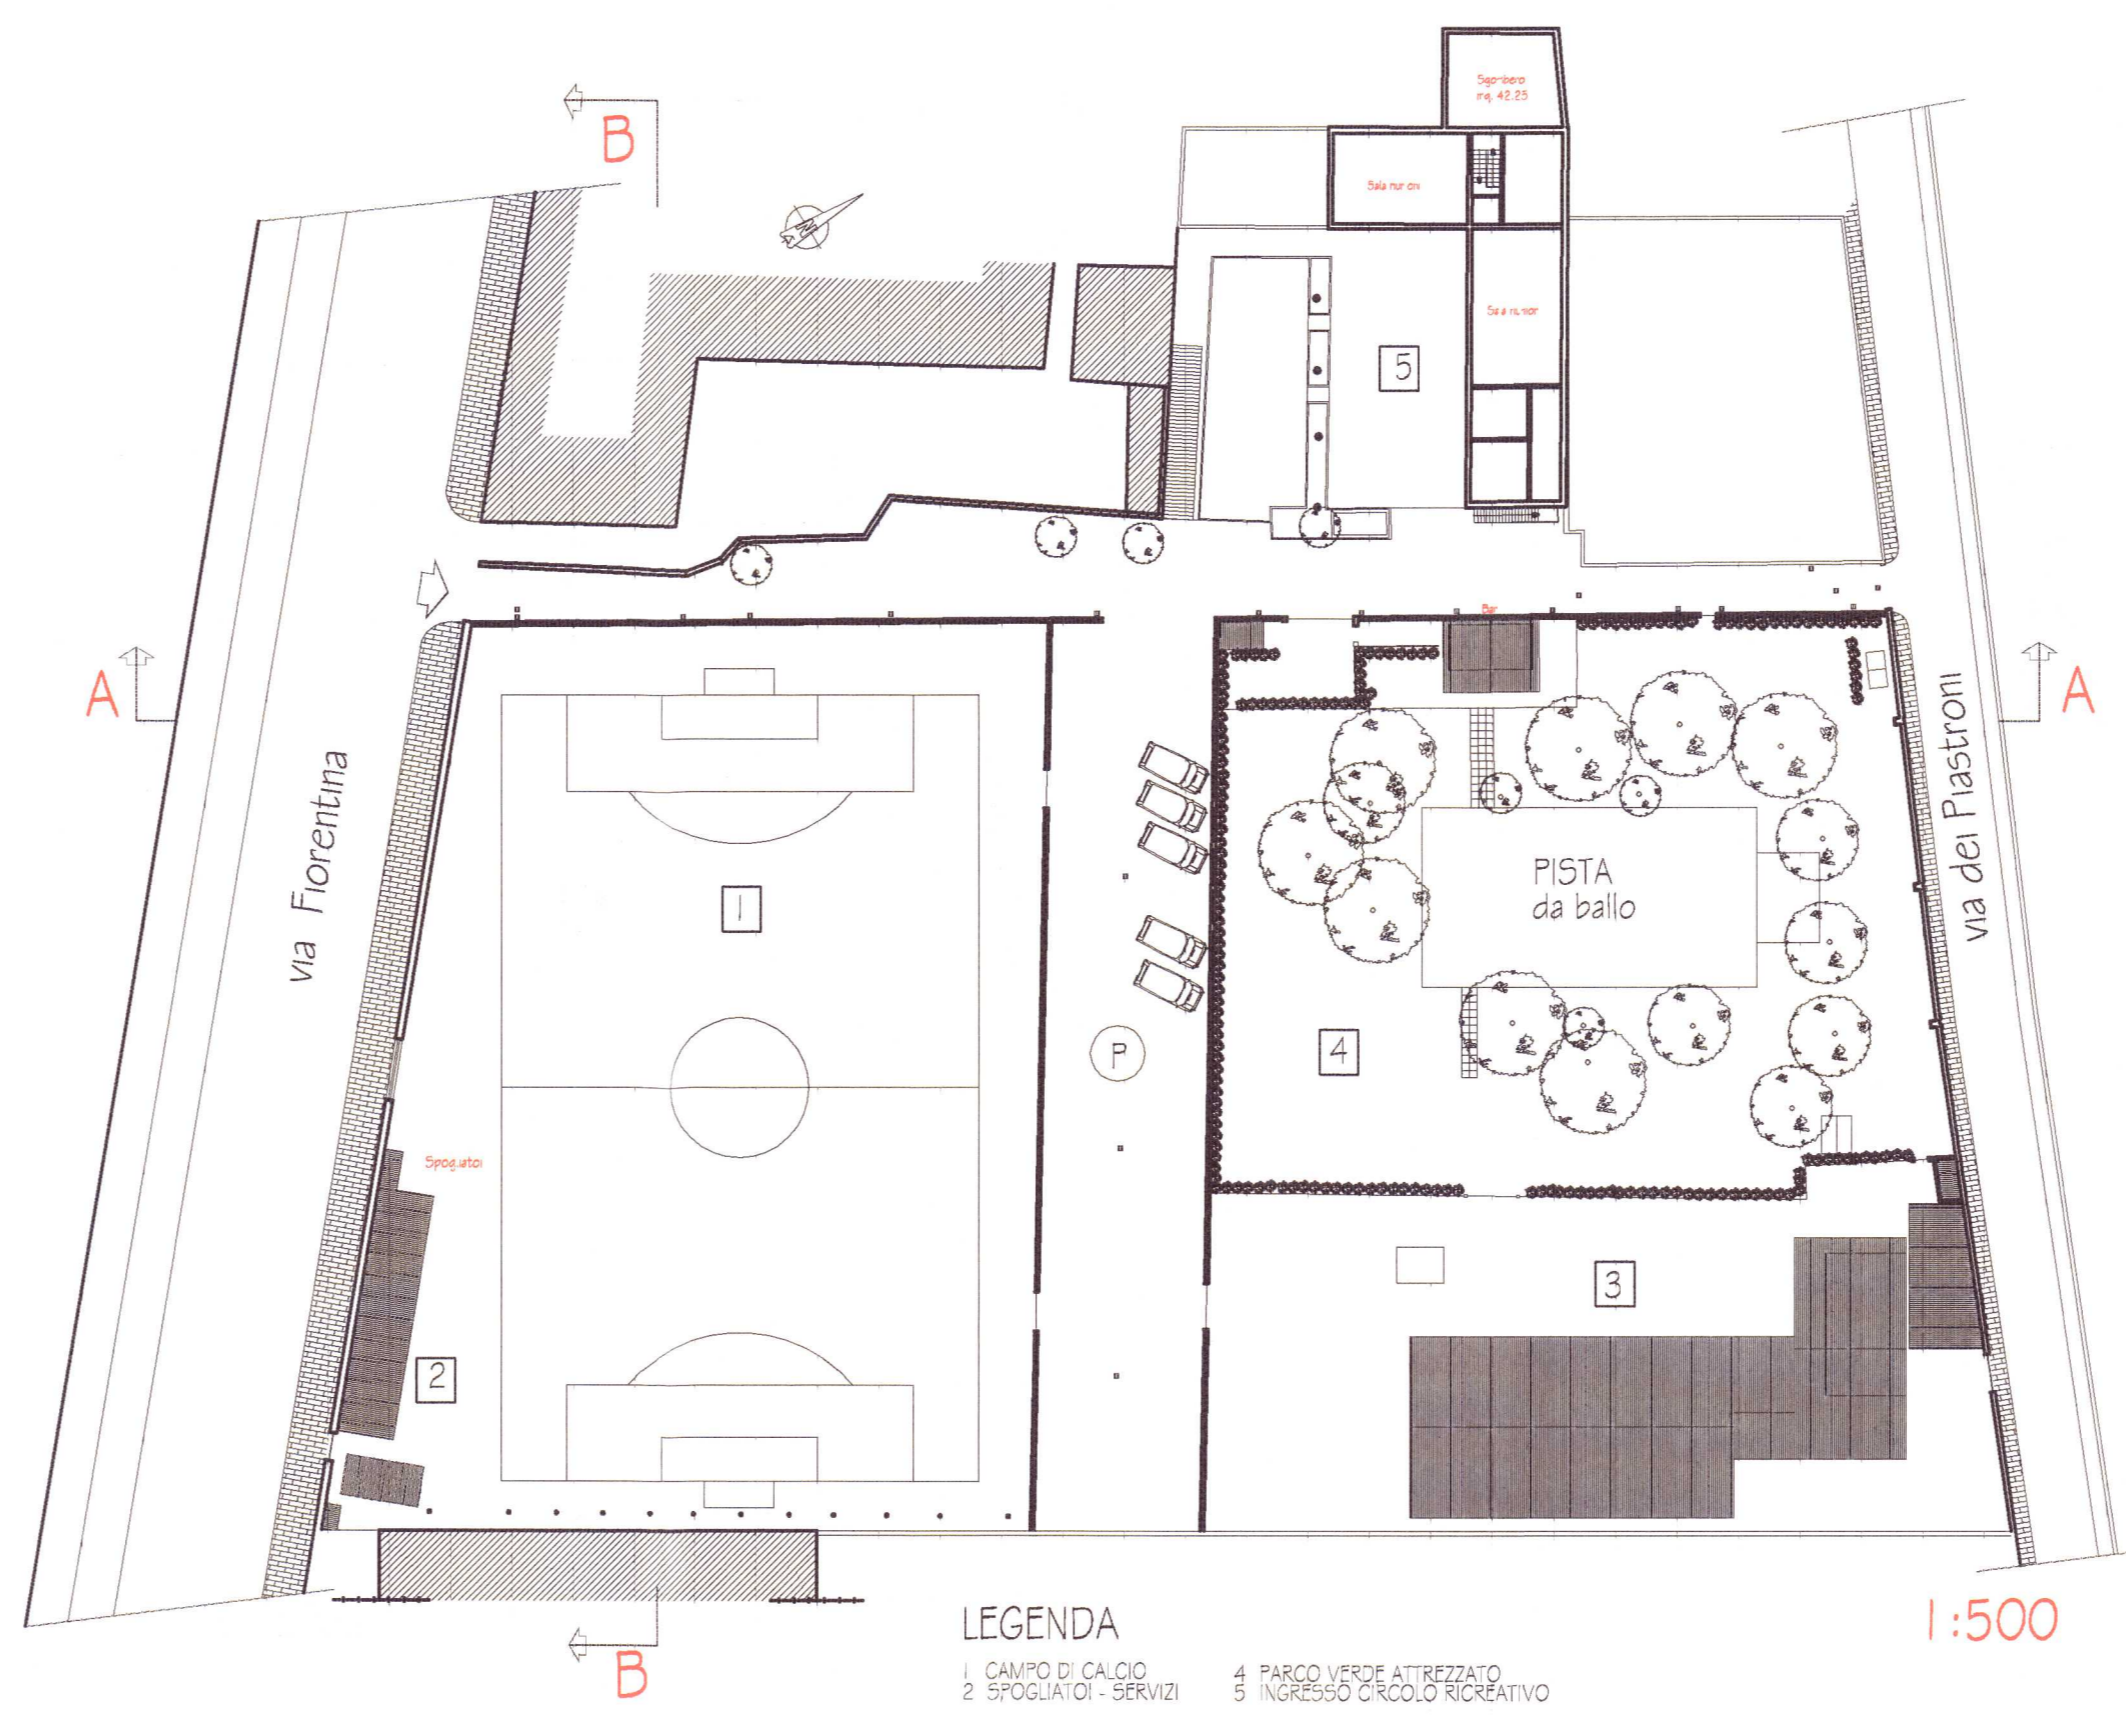 Sgombero
mq. 42.25
B
Sala riunioni
5
Bar
A
A
via Fiorentina
via dei Piastroni
1
PISTA
da ballo
P
4
Spogliatoi
3
2
B
1:500
LEGENDA
1 CAMPO DI CALCIO
2 SPOGLIATOI - SERVIZI
4 PARCO VERDE ATTREZZATO
5 INGRESSO CIRCOLO RICREATIVO